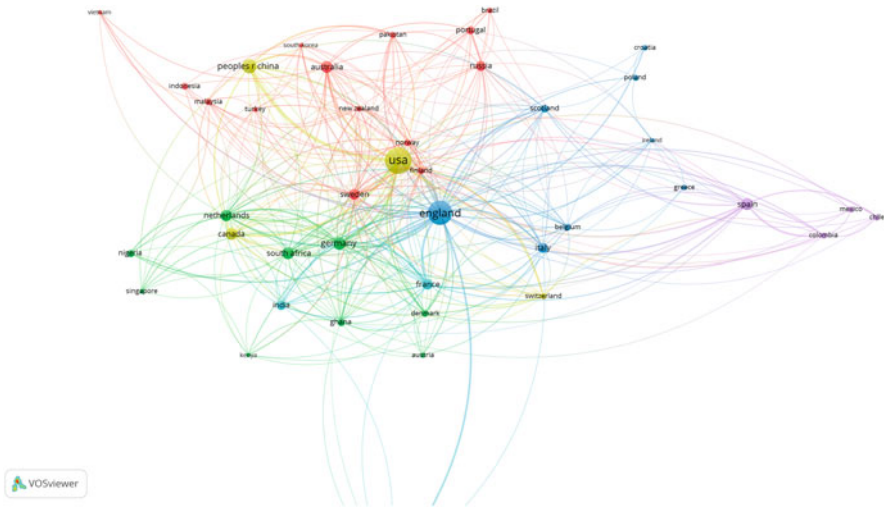 vietnam
brazil
portugal
pakistan
south korea
croatia
peoples r china
australia
russia
poland
indonesia
malaysia
turkey
new zealand
scotland
norway
ireland
usa
finland
greece
sweden
spain
mexico
netherlands
england
chile
canada
belgium
colombia
germany
italy
nigeria
south africa
france
singapore
switzerland
india
denmark
ghana
kenya
austria
VOSviewer